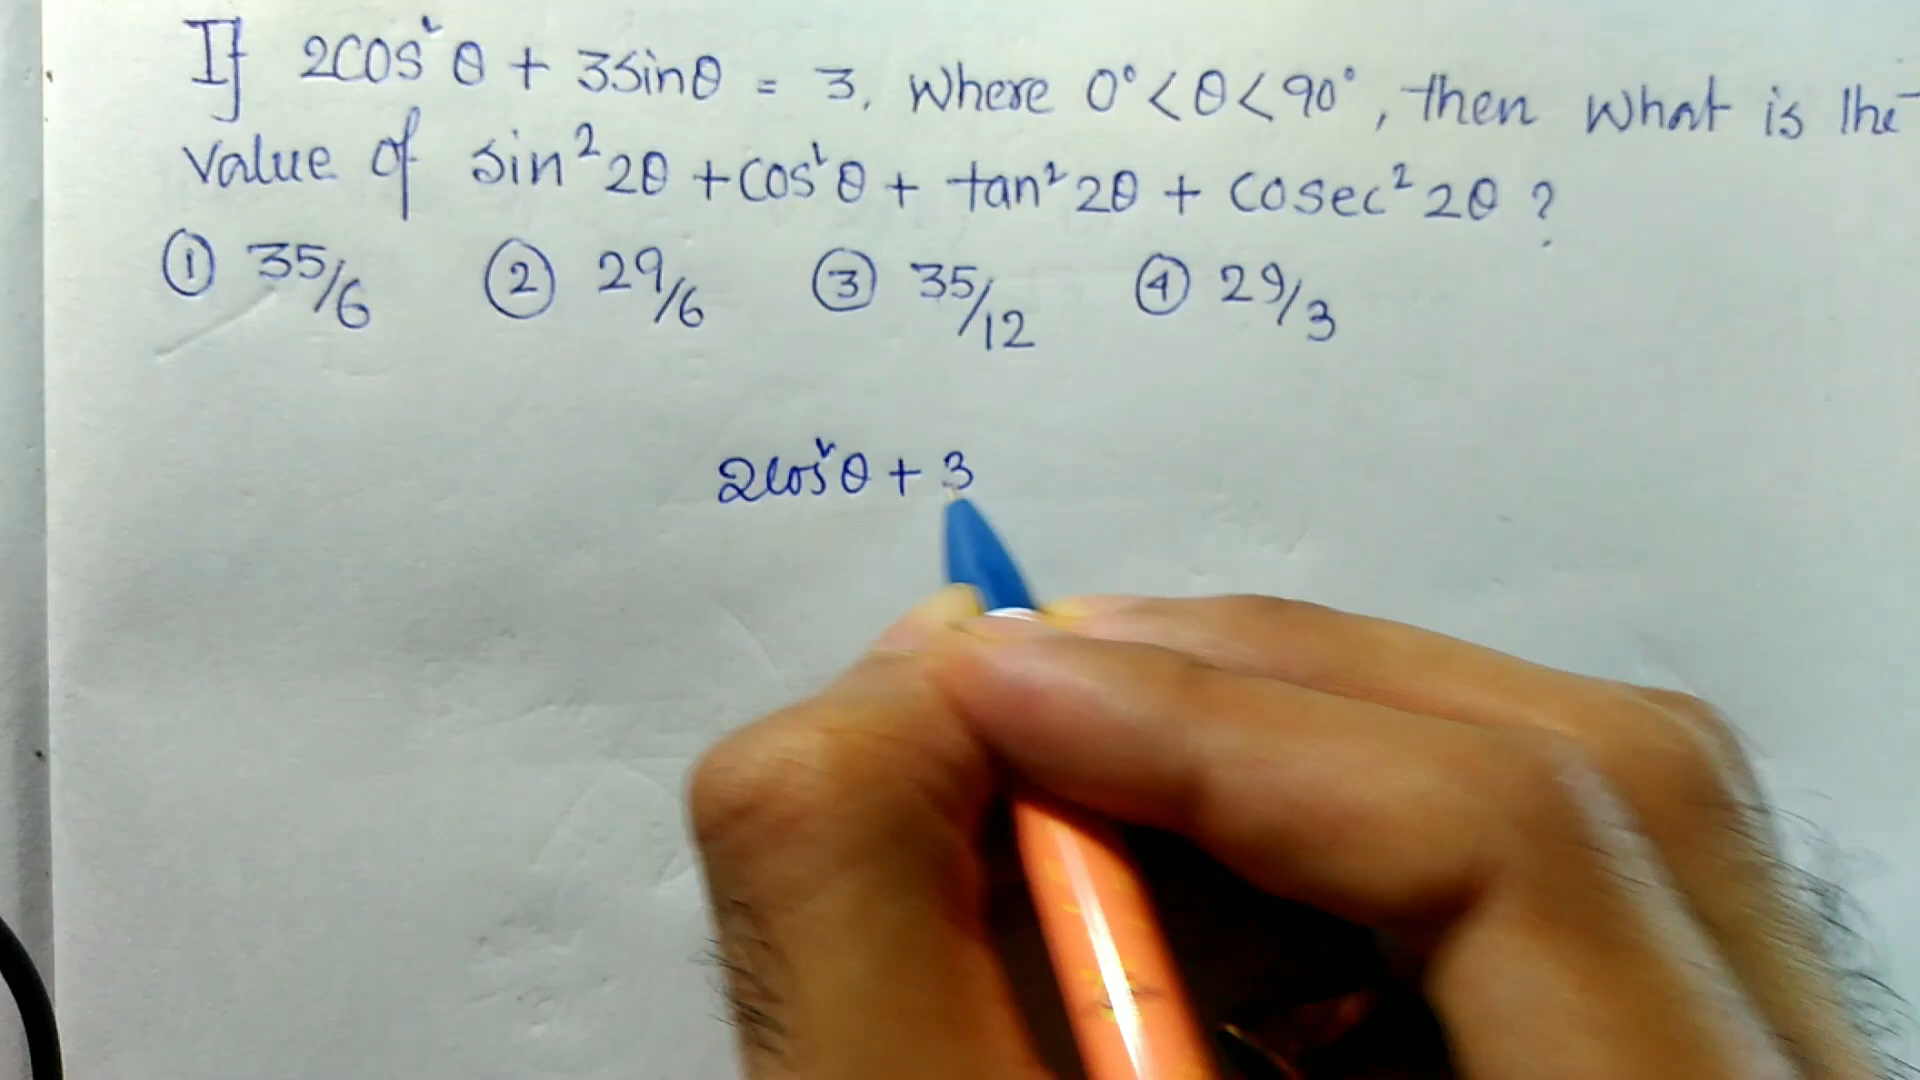 If 2cos²θ + 3sinθ = 3, where 0° < θ < 90°, then what is the
value of sin²2θ + cos²θ + tan²2θ + cosec²2θ ?
① 35/6 ② 29/6 ③ 35/12 ④ 29/3
2cos²θ + 3